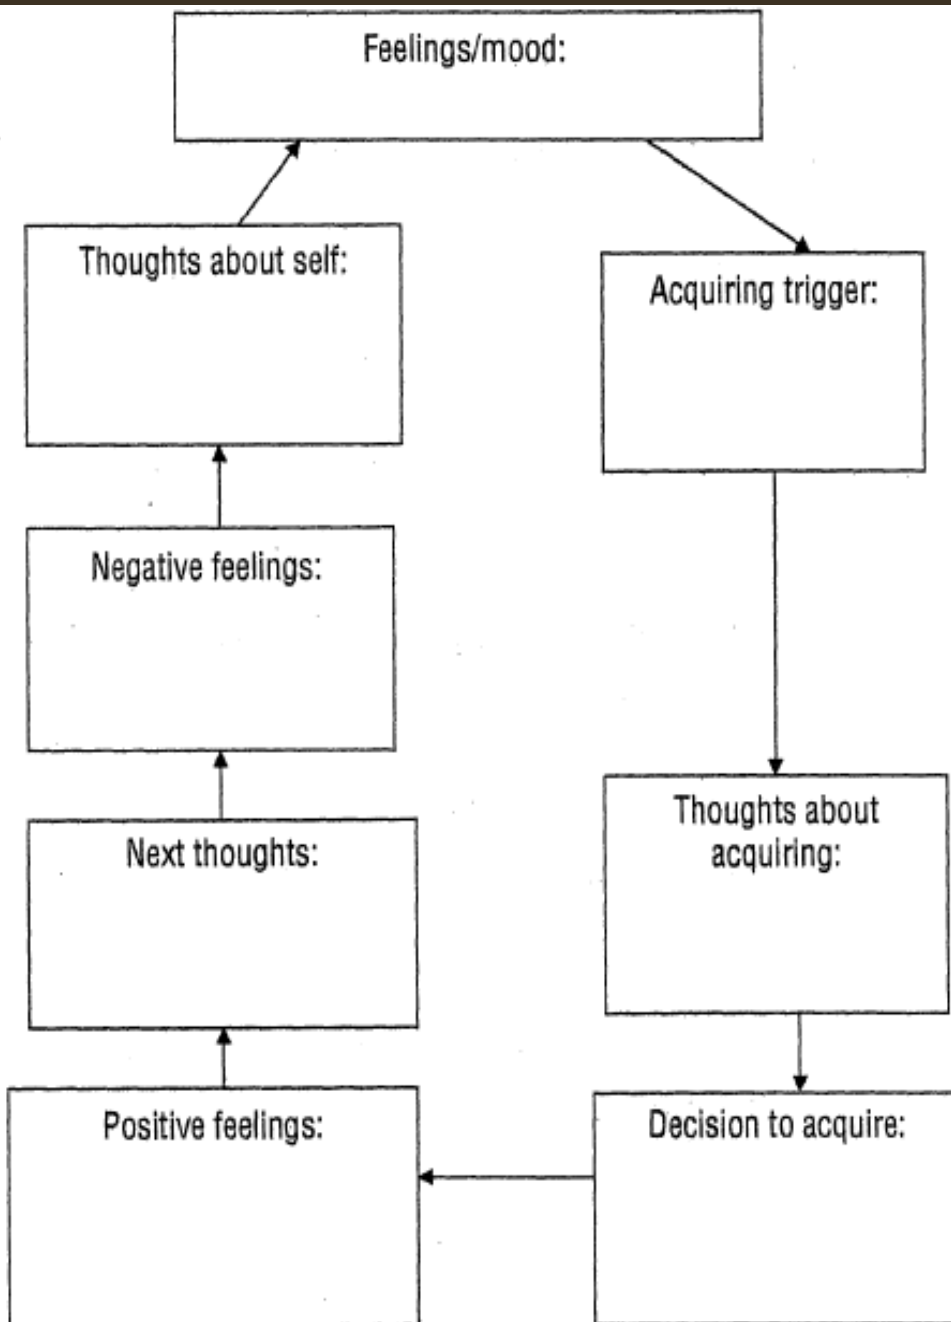 Feelings/mood:
Acquiring trigger:
Thoughts about
acquiring:
Decision to acquire:
Positive feelings:
Next thoughts:
Negative feelings:
Thoughts about self: